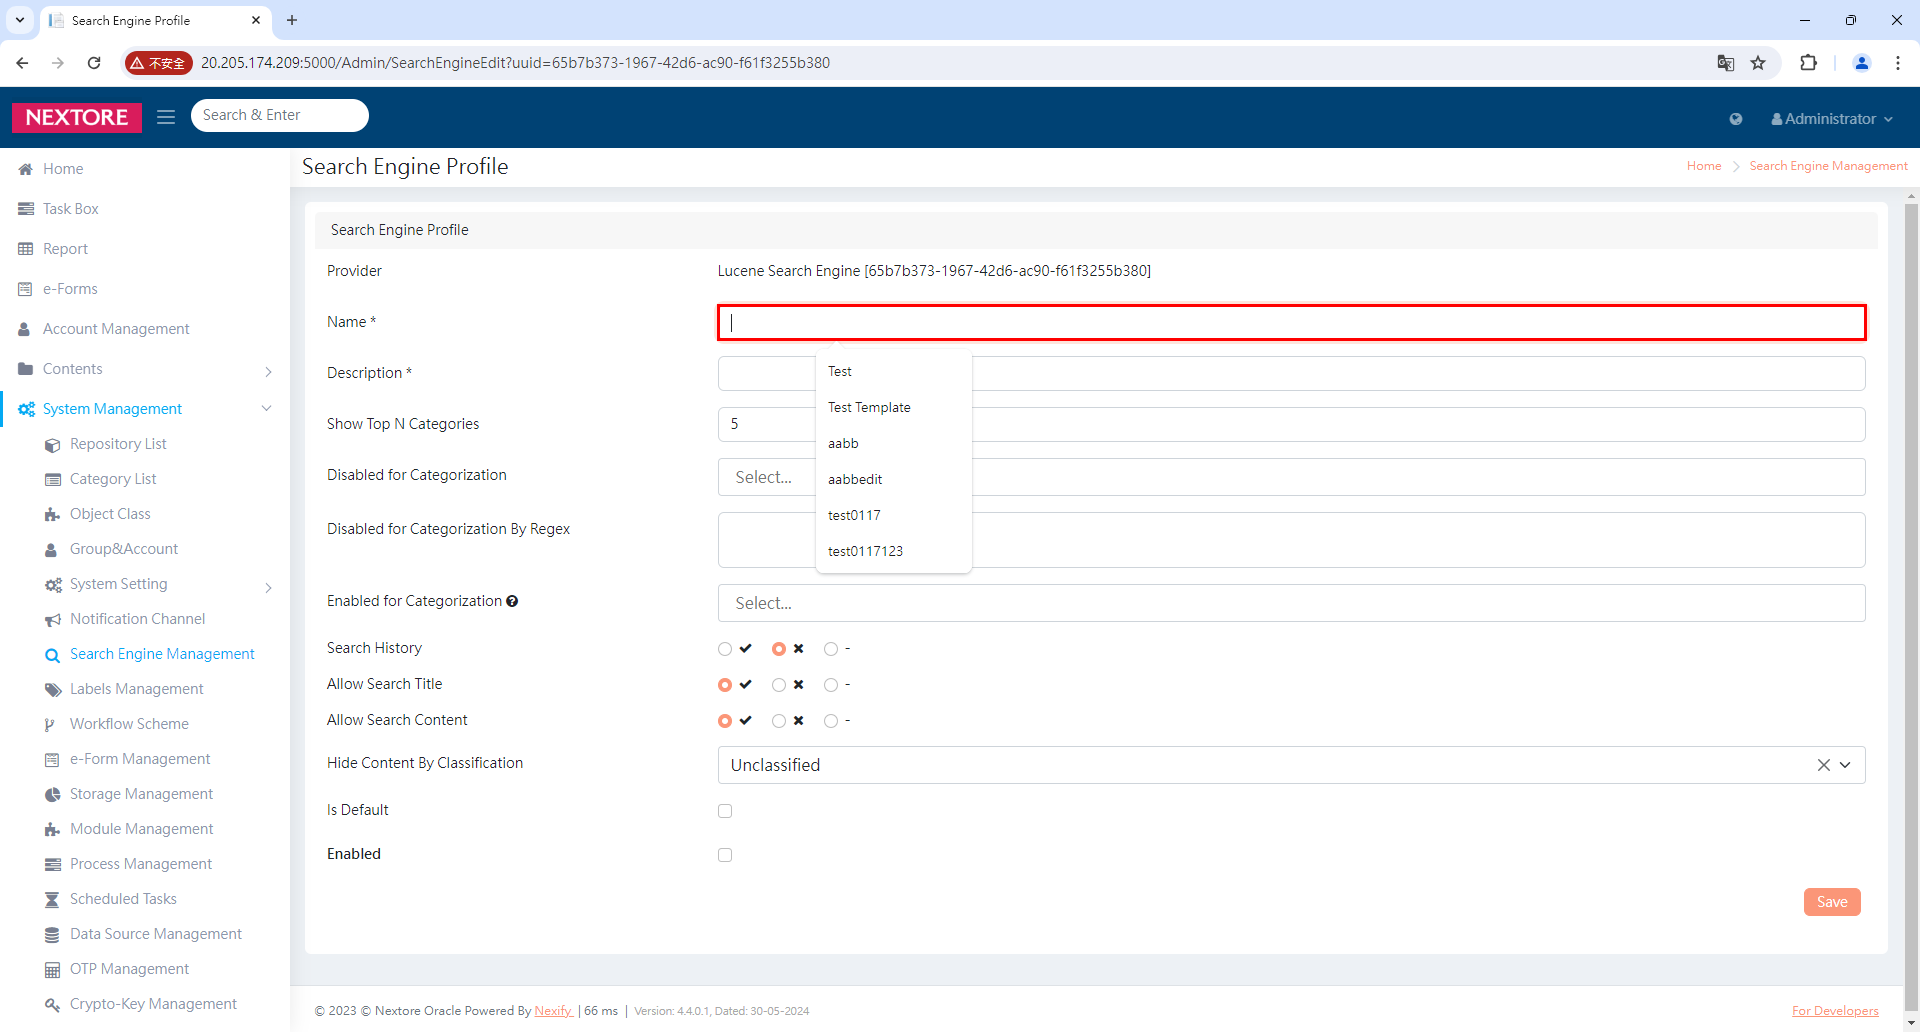 Search Engine Profile
不安全
20.205.174.209:5000/Admin/SearchEngineEdit?uuid=65b7b373-1967-42d6-ac90-f61f3255b380
NEXTORE
Search & Enter
Administrator
Home
Task Box
Report
e-Forms
Account Management
Contents
System Management
Repository List
Category List
Object Class
Group&Account
System Setting
Notification Channel
Search Engine Management
Labels Management
Workflow Scheme
e-Form Management
Storage Management
Module Management
Process Management
Scheduled Tasks
Data Source Management
OTP Management
Crypto-Key Management
Search Engine Profile
Home > Search Engine Management
Search Engine Profile
Provider
Lucene Search Engine [65b7b373-1967-42d6-ac90-f61f3255b380]
Name *
Description *
Show Top N Categories
5
Disabled for Categorization
Select...
Disabled for Categorization By Regex
Test
Test Template
aabb
aabbedit
test0117
test0117123
Enabled for Categorization
Select...
Search History
-
Allow Search Title
-
Allow Search Content
-
Hide Content By Classification
Unclassified
Is Default
Enabled
Save
© 2023 © Nextore Oracle Powered By Nexify | 66 ms | Version: 4.4.0.1, Dated: 30-05-2024
For Developers